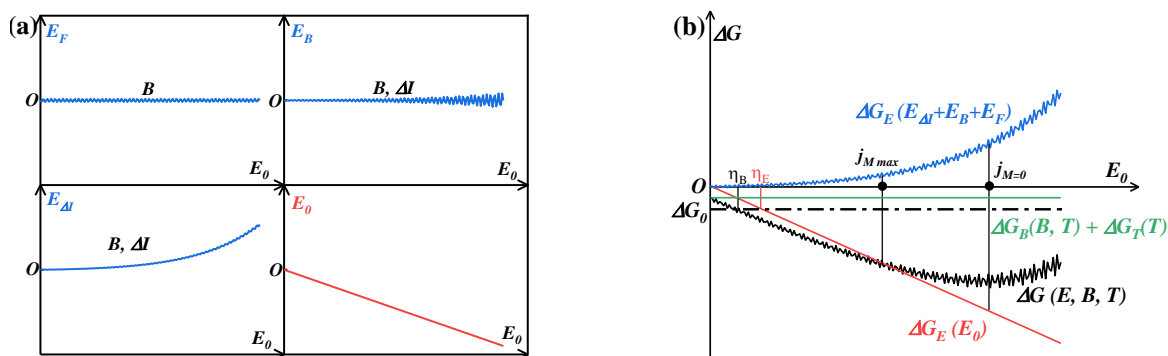 (a)
E_F
O
B
E_0
E_B
O
B, ΔI
E_0
E_ΔI
O
B, ΔI
E_0
E_0
O
E_0
(b)
ΔG
ΔG_E (E_ΔI+E_B+E_F)
j_M max
j_M=0
E_0
η_B
η_E
O
ΔG_0
ΔG_B(B, T) + ΔG_T(T)
ΔG (E, B, T)
ΔG_E (E_0)